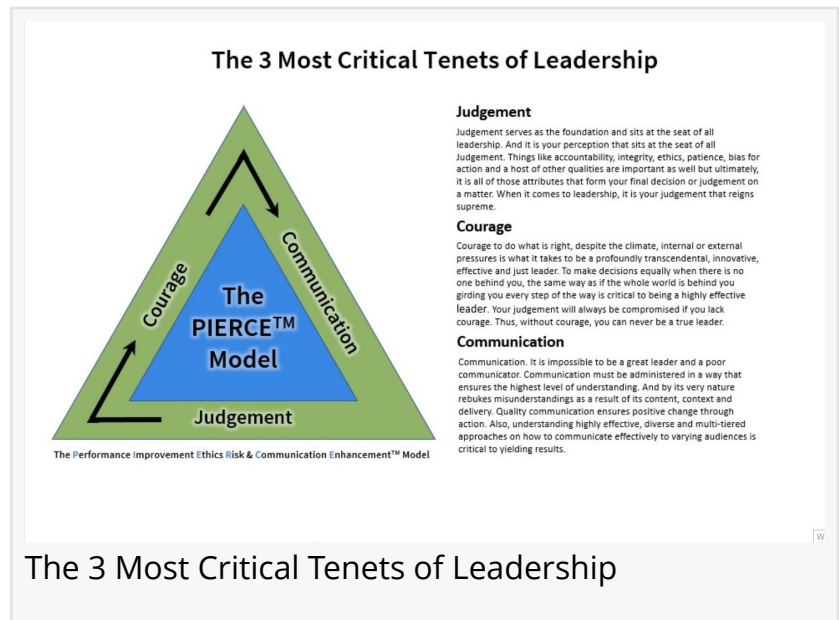 The 3 Most Critical Tenets of Leadership
Courage
Communication
The
PIERCE™
Model
Judgement
The Performance Improvement Ethics Risk & Communication Enhancement™ Model
Judgement
Judgement serves as the foundation and sits at the seat of all
leadership. And it is your perception that sits at the seat of all
Judgement. Things like accountability, integrity, ethics, patience, bias for
action and a host of other qualities are important as well but ultimately,
it is all of those attributes that form your final decision or judgement on
a matter. When it comes to leadership, it is your judgement that reigns
supreme.
Courage
Courage to do what is right, despite the climate, internal or external
pressures is what it takes to be a profoundly transcendental, innovative,
effective and just leader. To make decisions equally when there is no
one behind you, the same way as if the whole world is behind you
girding you every step of the way is critical to being a highly effective
leader. Your judgement will always be compromised if you lack
courage. Thus, without courage, you can never be a true leader.
Communication
Communication. It is impossible to be a great leader and a poor
communicator. Communication must be administered in a way that
ensures the highest level of understanding. And by its very nature
rebukes misunderstandings as a result of its content, context and
delivery. Quality communication ensures positive change through
action. Also, understanding highly effective, diverse and multi-tiered
approaches on how to communicate effectively to varying audiences is
critical to yielding results.
W
The 3 Most Critical Tenets of Leadership